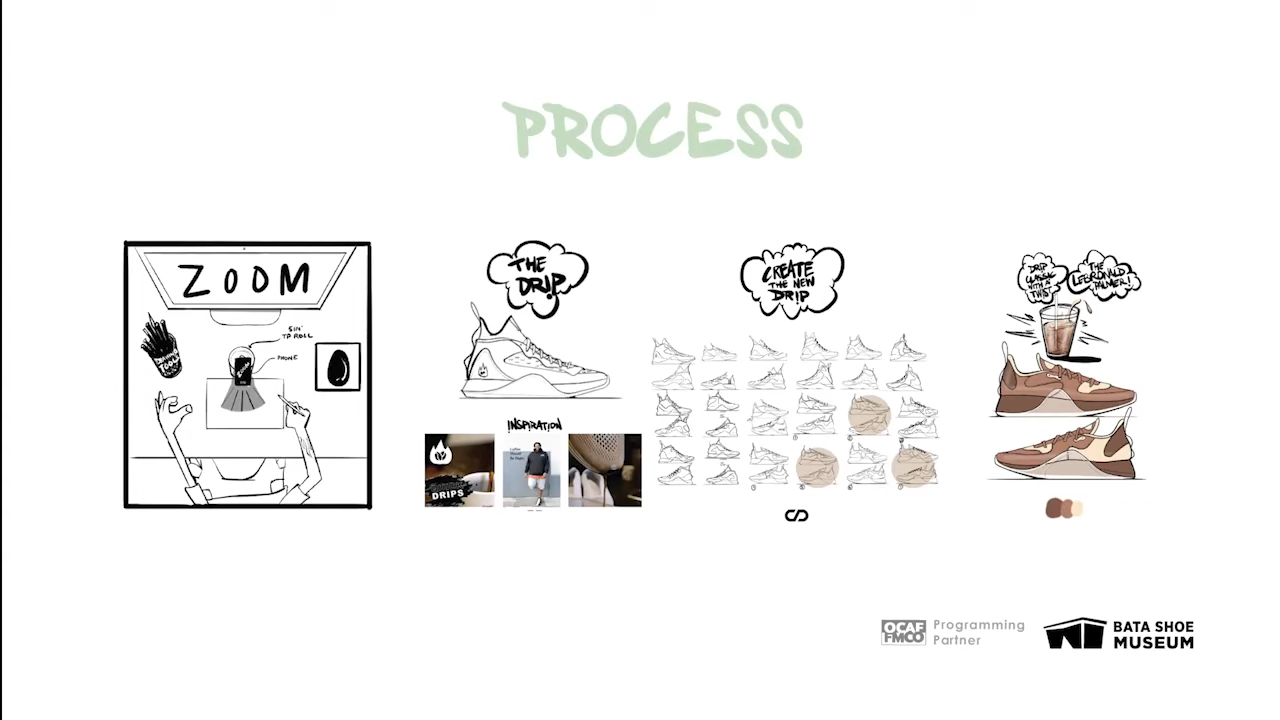 PROCESS
ZOOM
SIN'
TP ROLL
PHONE
THE
DRIP
INSPIRATION
DRIPS
CREATE
THE NEW
DRIP
DRIP
CLASSIC
WITH A
TWIST
THE
LEBRONALD
PALMER!
OCAF
FMCO
Programming
Partner
BATA SHOE
MUSEUM